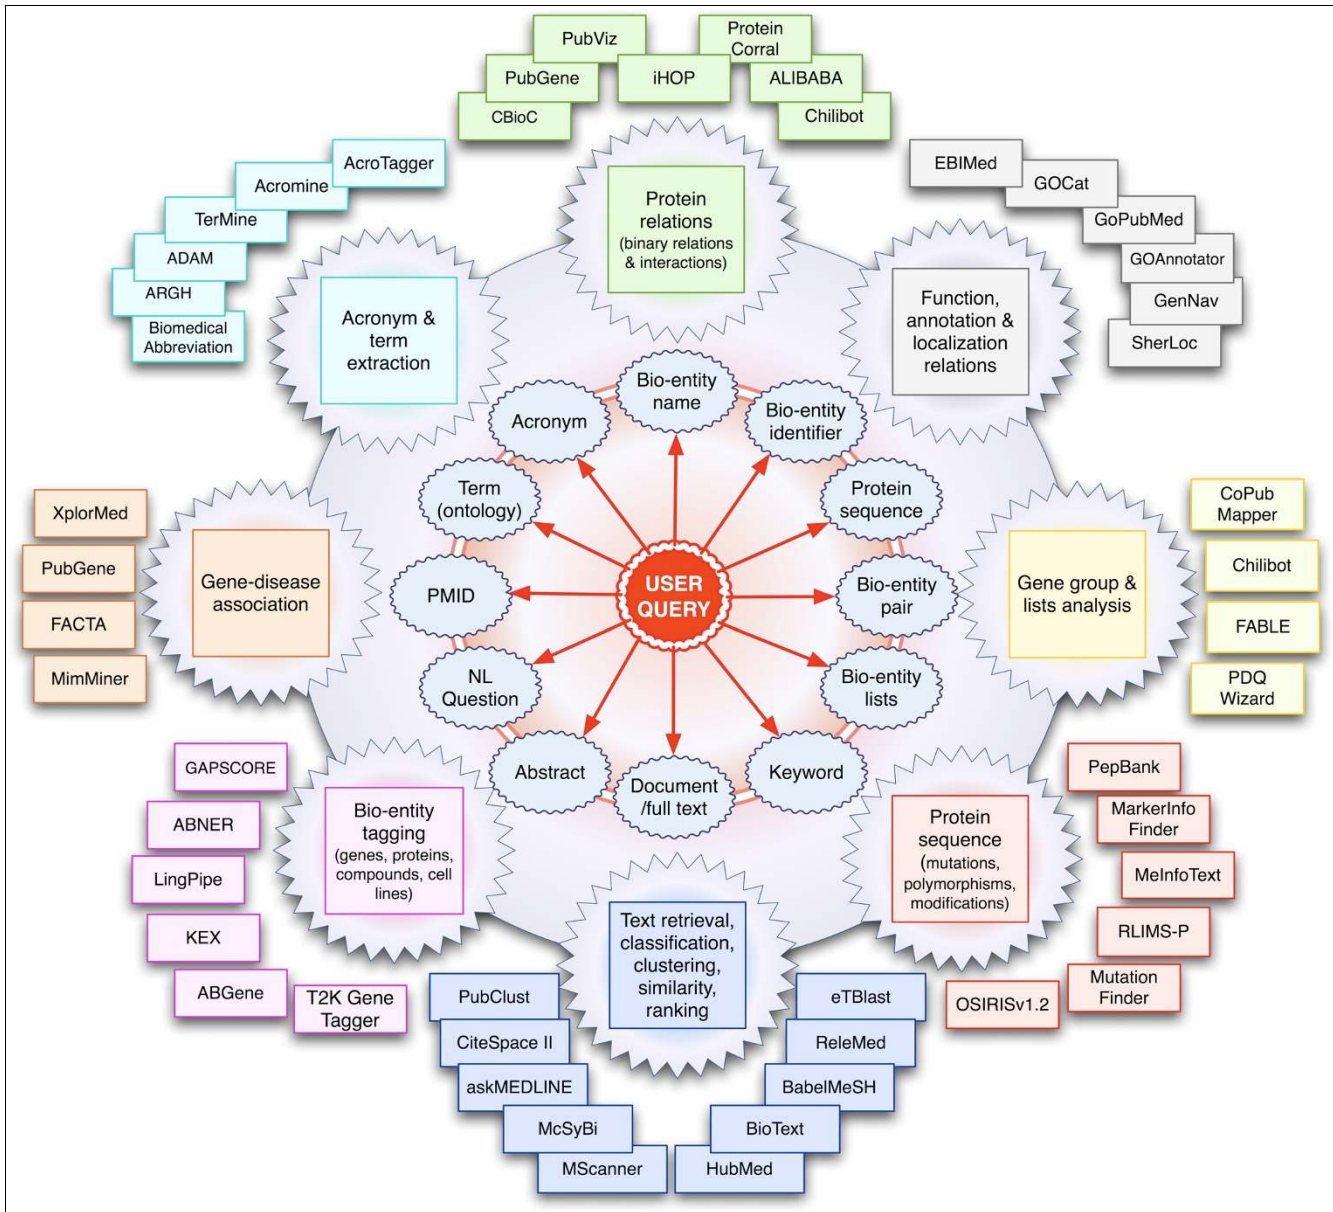 PubViz
Protein
Corral
PubGene
iHOP
ALIBABA
CBioC
Chilibot
AcroTagger
Acromine
TerMine
ADAM
ARGH
Biomedical
Abbreviation
EBIMed
GOCat
GoPubMed
GOAnnotator
GenNav
SherLoc
Protein
relations
(binary relations
& interactions)
Acronym &
term
extraction
Function,
annotation &
localization
relations
Bio-entity
name
Acronym
Bio-entity
identifier
Term
(ontology)
Protein
sequence
PMID
USER
QUERY
Bio-entity
pair
NL
Question
Bio-entity
lists
Abstract
Document
/full text
Keyword
XplorMed
PubGene
FACTA
MimMiner
Gene-disease
association
Gene group &
lists analysis
CoPub
Mapper
Chilibot
FABLE
PDQ
Wizard
GAPSCORE
ABNER
LingPipe
KEX
ABGene
T2K Gene
Tagger
Bio-entity
tagging
(genes, proteins,
compounds, cell
lines)
Text retrieval,
classification,
clustering,
similarity,
ranking
Protein
sequence
(mutations,
polymorphisms,
modifications)
PepBank
MarkerInfo
Finder
MeInfoText
RLIMS-P
Mutation
Finder
OSIRISv1.2
PubClust
CiteSpace II
askMEDLINE
McSyBi
MScanner
eTBlast
ReleMed
BabelMeSH
BioText
HubMed